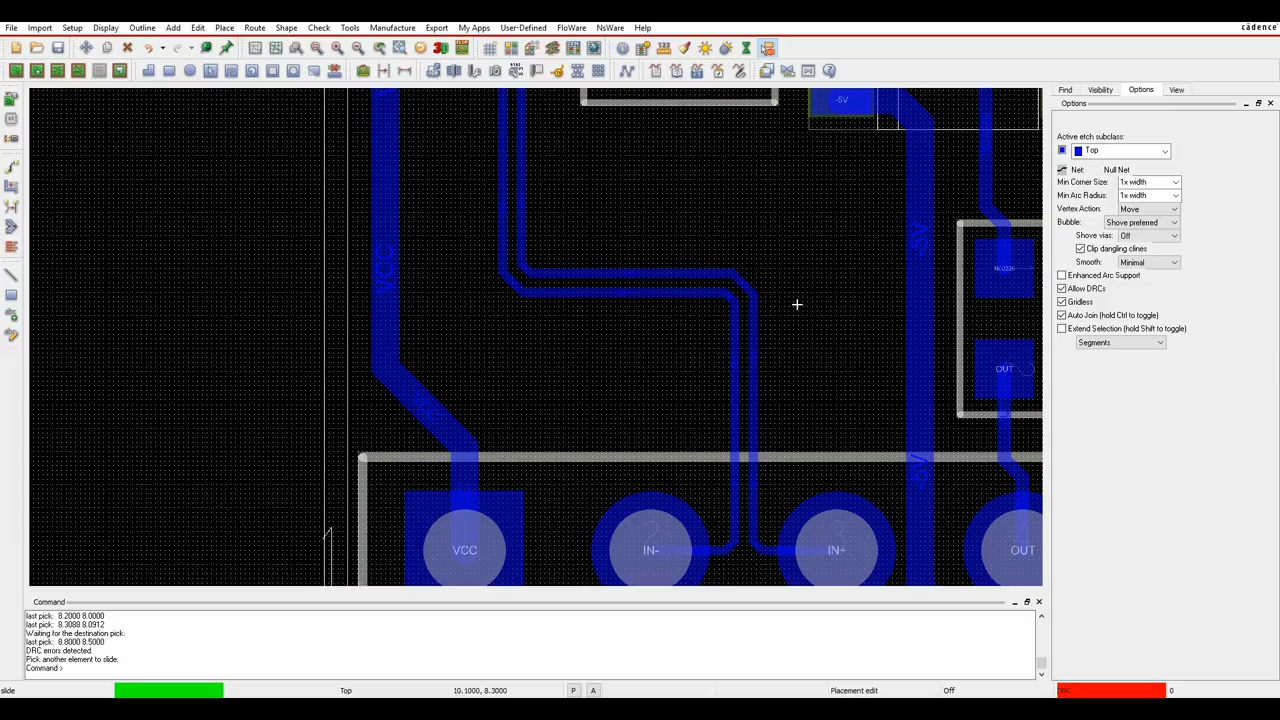 File Import Setup Display Outline Add Edit Place Route Shape Check Tools Manufacture Export My Apps User-Defined FloWare NsWare Help
cādence
Find Visibility Options View
Options
Active etch subclass:
Top
Net: Null Net
Min Corner Size: 1x width
Min Arc Radius: 1x width
Vertex Action: Move
Bubble: Shove preferred
Shove vias: Off
Clip dangling clines
Smooth: Minimal
Enhanced Arc Support
Allow DRCs
Gridless
Auto Join (hold Ctrl to toggle)
Extend Selection (hold Shift to toggle)
Segments
-5V
VCC
-5V
OUT
VCC
-5V
VCC
IN-
IN+
OUT
Command
last pick: 8.2000 8.0000
last pick: 8.3088 8.0912
Waiting for the destination pick.
last pick: 8.8000 8.5000
DRC errors detected.
Pick another element to slide.
Command >
slide
Top
10.1000, 8.3000
P A
Placement edit
Off
DRC
0